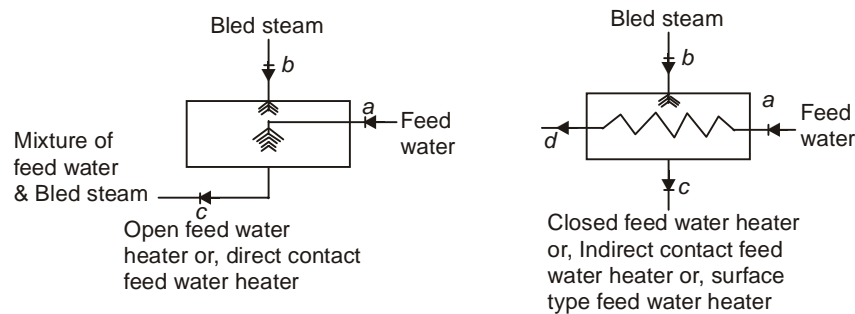 Bled steam
b
a
Feed
water
Mixture of
feed water
& Bled steam
c
Open feed water
heater or, direct contact
feed water heater
Bled steam
b
a
Feed
water
d
c
Closed feed water heater
or, Indirect contact feed
water heater or, surface
type feed water heater